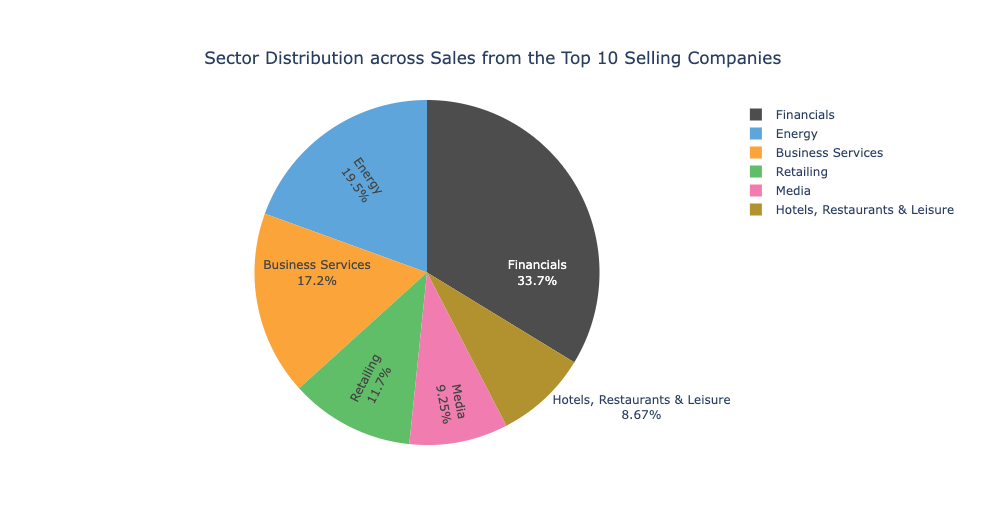 Sector Distribution across Sales from the Top 10 Selling Companies
Financials
Energy
Business Services
Retailing
Media
Hotels, Restaurants & Leisure
Energy
19.5%
Financials
33.7%
Business Services
17.2%
Retailing
11.7%
Media
9.25%
Hotels, Restaurants & Leisure
8.67%